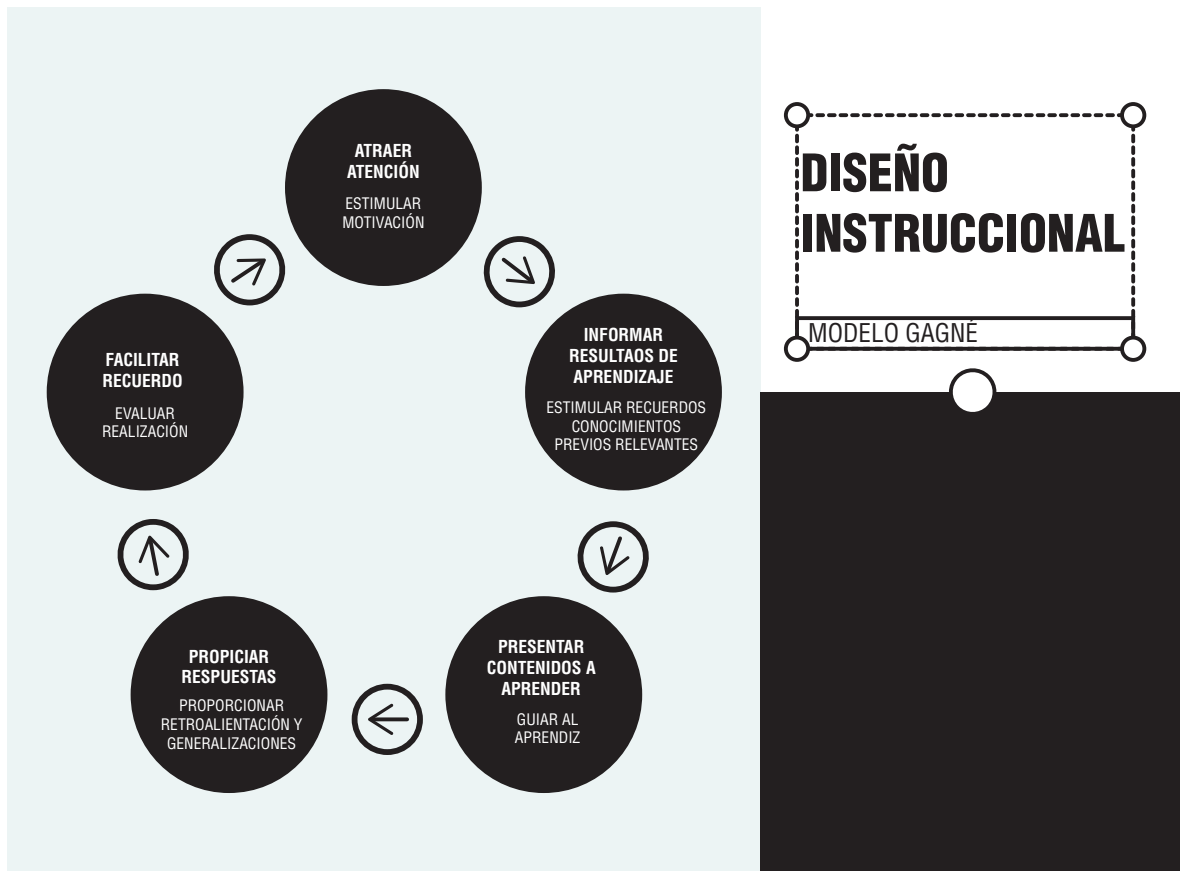 DISEÑO
INSTRUCCIONAL
MODELO GAGNÉ
ATRAER
ATENCIÓN
ESTIMULAR
MOTIVACIÓN
INFORMAR
RESULTAOS DE
APRENDIZAJE
ESTIMULAR RECUERDOS
CONOCIMIENTOS
PREVIOS RELEVANTES
PRESENTAR
CONTENIDOS A
APRENDER
GUIAR AL
APRENDIZ
PROPICIAR
RESPUESTAS
PROPORCIONAR
RETROALIENTACIÓN Y
GENERALIZACIONES
FACILITAR
RECUERDO
EVALUAR
REALIZACIÓN